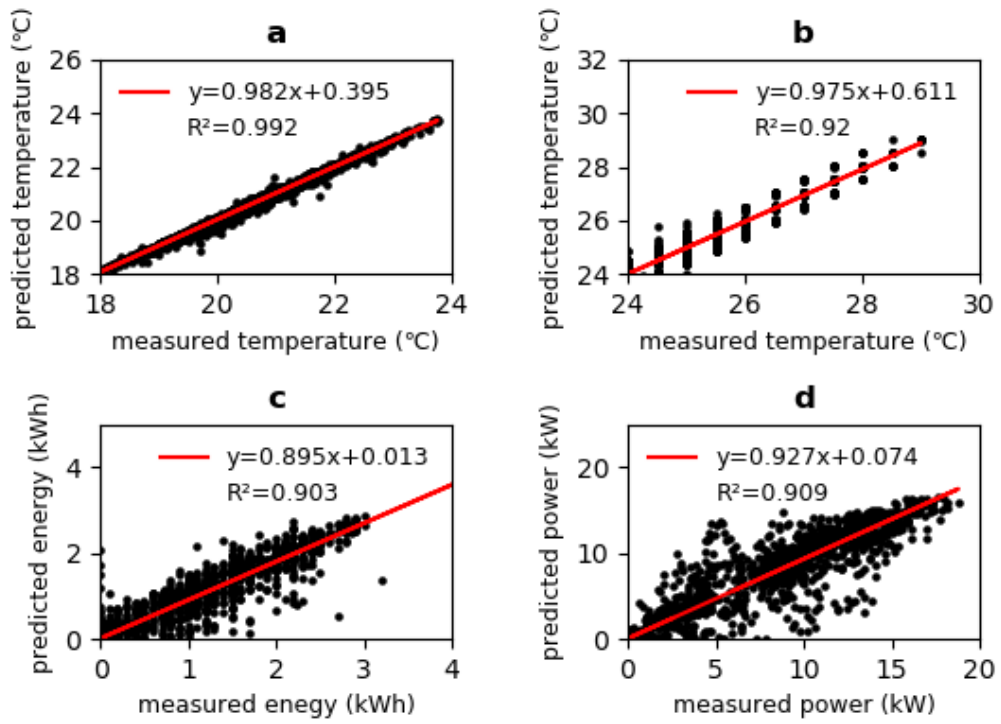 a
predicted temperature (℃)
26
24
22
20
18
y=0.982x+0.395
R²=0.992
18
20
22
24
measured temperature (℃)
b
predicted temperature (℃)
32
30
28
26
24
y=0.975x+0.611
R²=0.92
24
26
28
30
measured temperature (℃)
c
predicted energy (kWh)
4
2
0
y=0.895x+0.013
R²=0.903
0
1
2
3
4
measured enegy (kWh)
d
predicted power (kW)
20
10
0
y=0.927x+0.074
R²=0.909
0
5
10
15
20
measured power (kW)